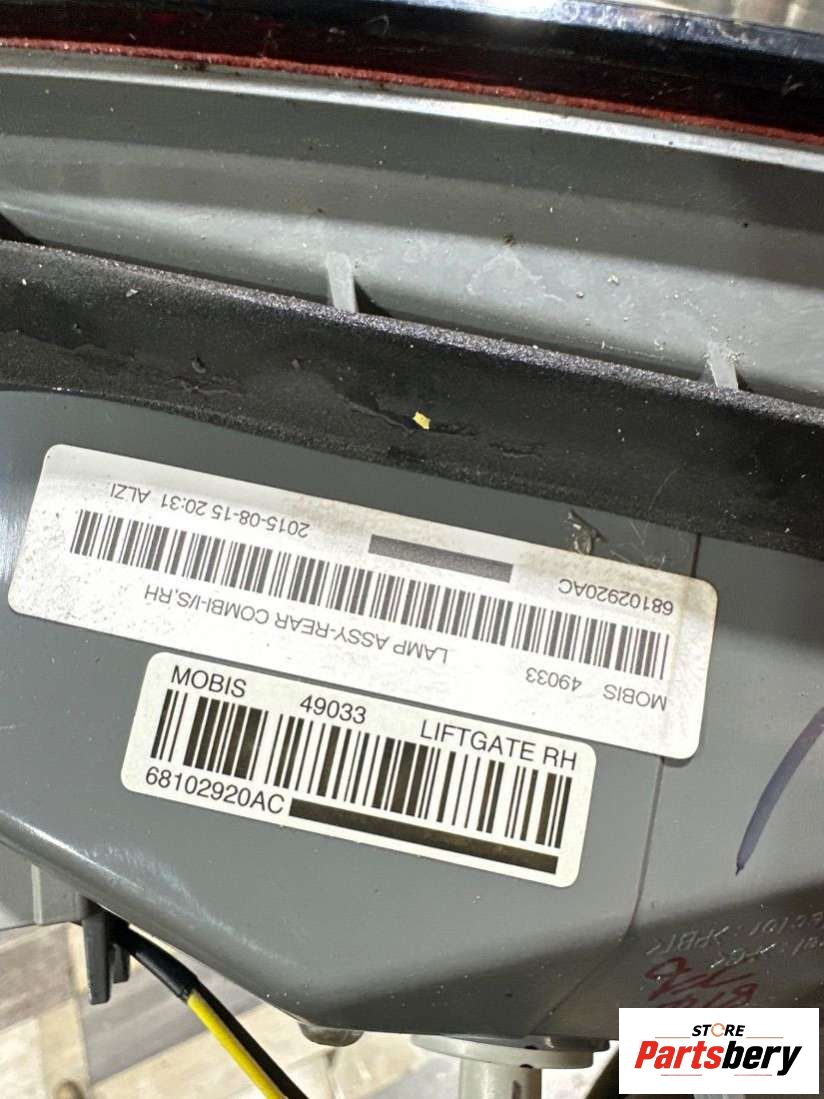 2015-08-15 20:31 ALZI
68102920AC
LAMP ASSY-REAR COMBI-I/S,RH
MOBIS 49033
MOBIS 49033 LIFTGATE RH
68102920AC
STORE
Partsbery